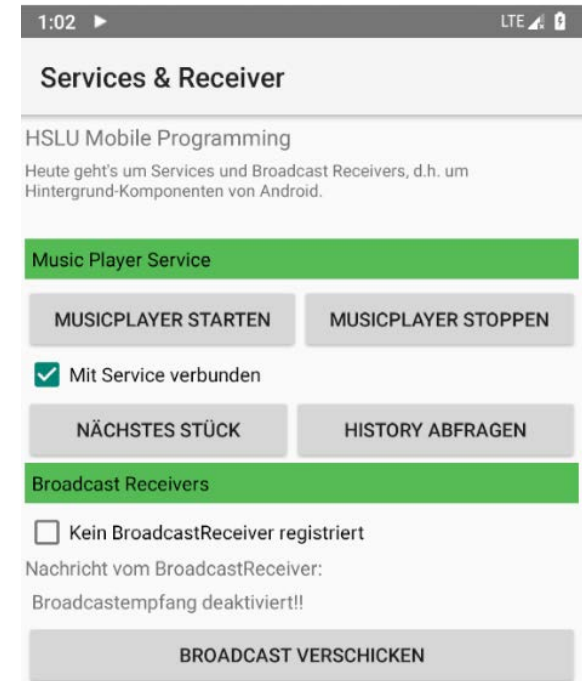 1:02 LTE
Services & Receiver
HSLU Mobile Programming
Heute geht's um Services und Broadcast Receivers, d.h. um
Hintergrund-Komponenten von Android.
Music Player Service
MUSICPLAYER STARTEN MUSICPLAYER STOPPEN
Mit Service verbunden
NÄCHSTES STÜCK HISTORY ABFRAGEN
Broadcast Receivers
Kein BroadcastReceiver registriert
Nachricht vom BroadcastReceiver:
Broadcastempfang deaktiviert!!
BROADCAST VERSCHICKEN